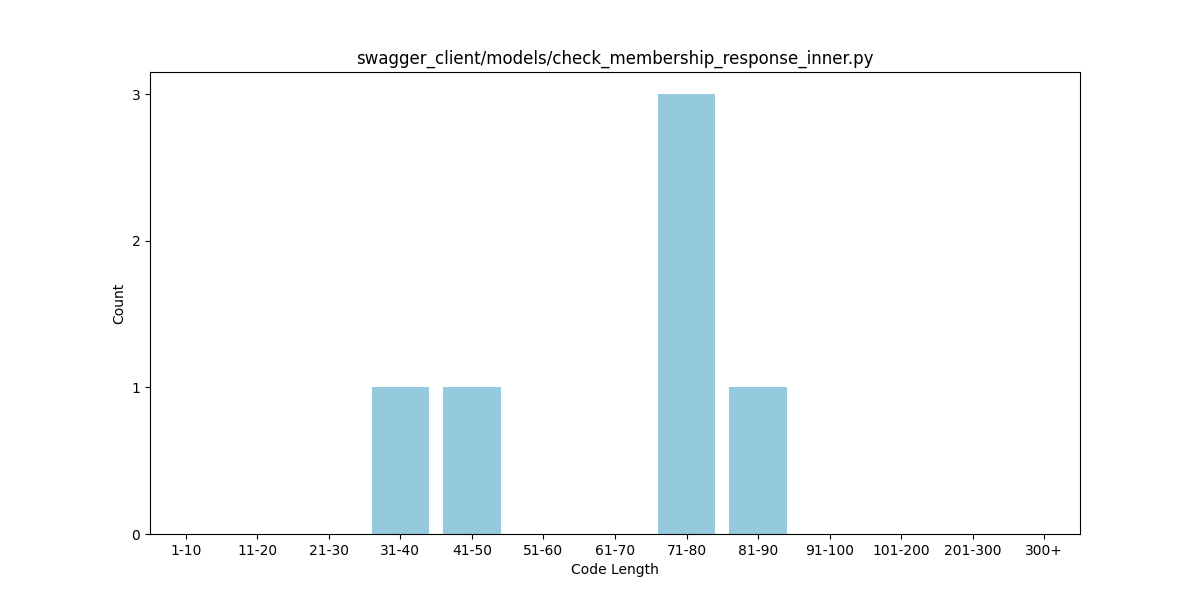 swagger_client/models/check_membership_response_inner.py
3
2
1
0
Count
1-10 11-20 21-30 31-40 41-50 51-60 61-70 71-80 81-90 91-100 101-200 201-300 300+
Code Length